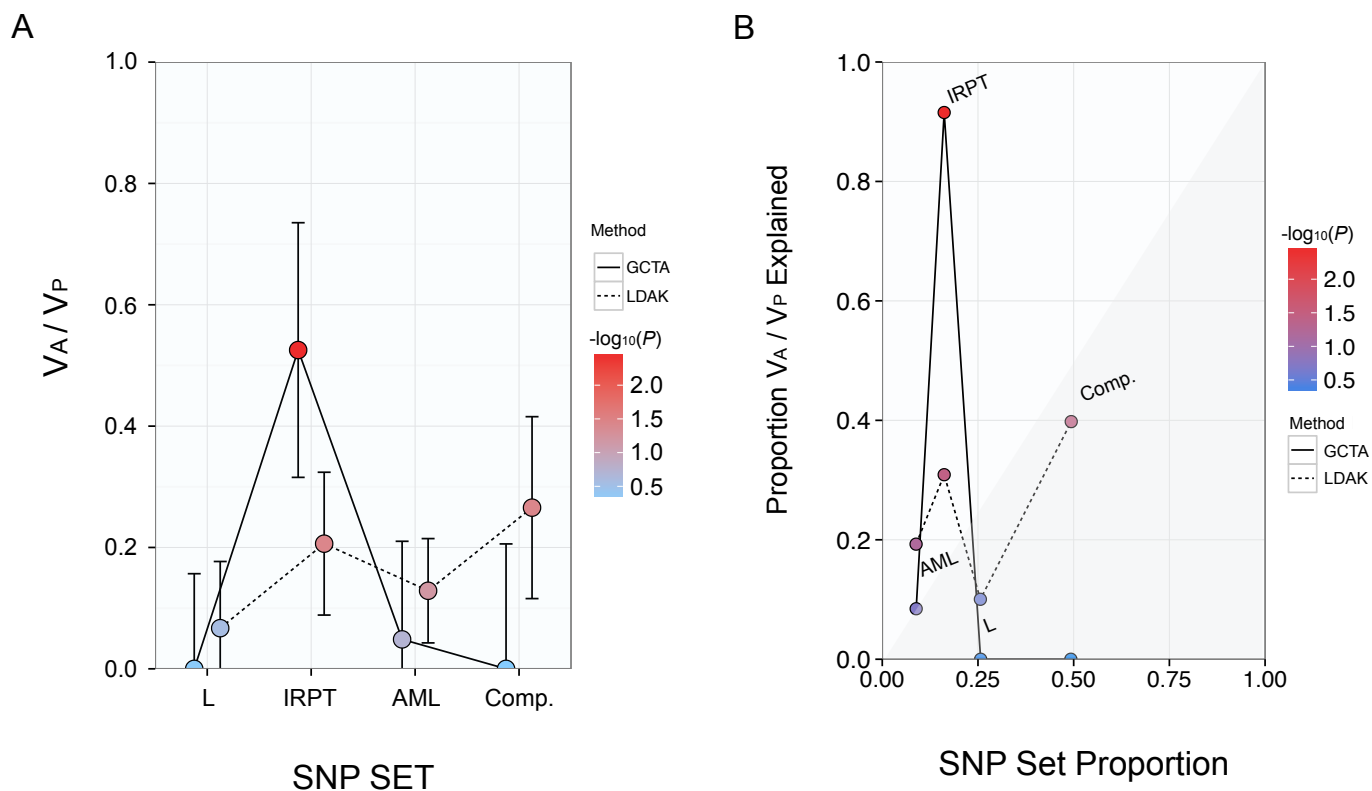 A
1.0
0.8
0.6
0.4
0.2
0.0
VA / VP
L
IRPT
AML
Comp.
SNP SET
Method
GCTA
LDAK
-log10(P)
2.0
1.5
1.0
0.5
B
1.0
0.8
0.6
0.4
0.2
0.0
Proportion VA / VP Explained
IRPT
Comp.
AML
L
0.00
0.25
0.50
0.75
1.00
SNP Set Proportion
-log10(P)
2.0
1.5
1.0
0.5
Method
GCTA
LDAK